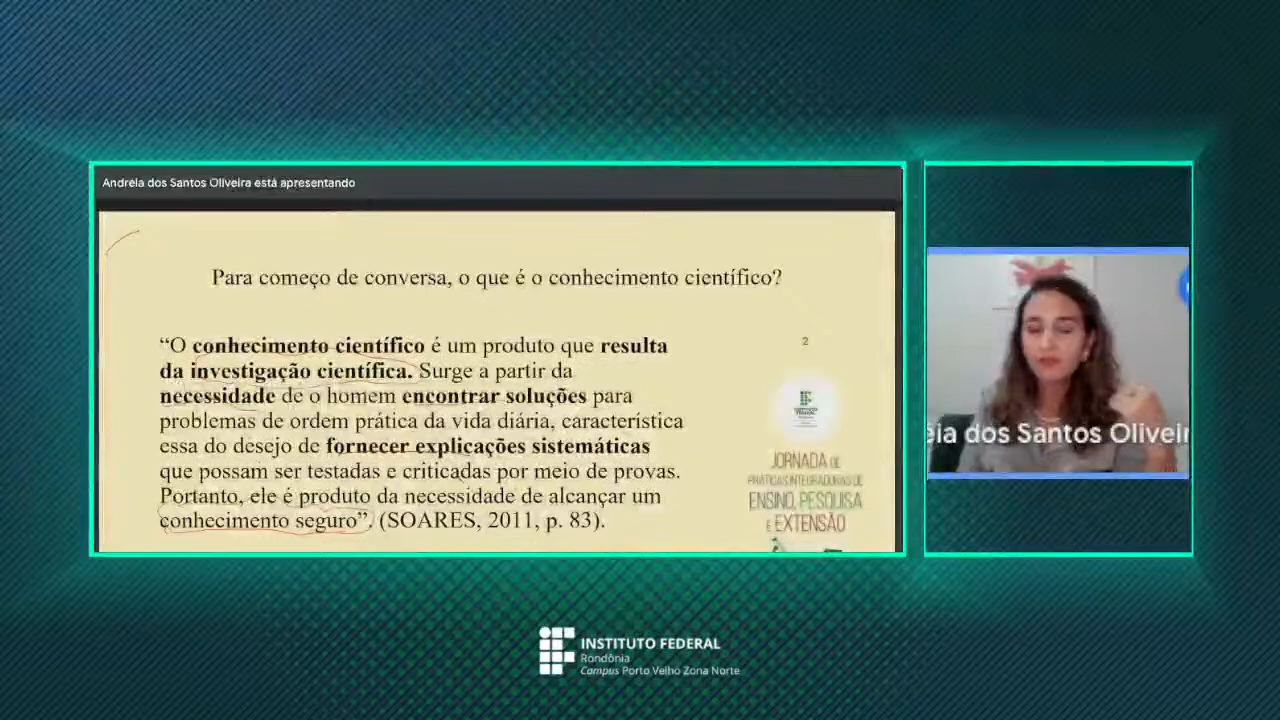 Andréia dos Santos Oliveira está apresentando
Para começo de conversa, o que é o conhecimento científico?
“O conhecimento científico é um produto que resulta
da investigação científica. Surge a partir da
necessidade de o homem encontrar soluções para
problemas de ordem prática da vida diária, característica
essa do desejo de fornecer explicações sistemáticas
que possam ser testadas e criticadas por meio de provas.
Portanto, ele é produto da necessidade de alcançar um
conhecimento seguro”. (SOARES, 2011, p. 83).
2
INSTITUTO
FEDERAL
JORNADA DE
PRÁTICAS INTEGRADORAS DE
ENSINO, PESQUISA
E EXTENSÃO
éia dos Santos Oliveir
INSTITUTO FEDERAL
Rondônia
Campus Porto Velho Zona Norte